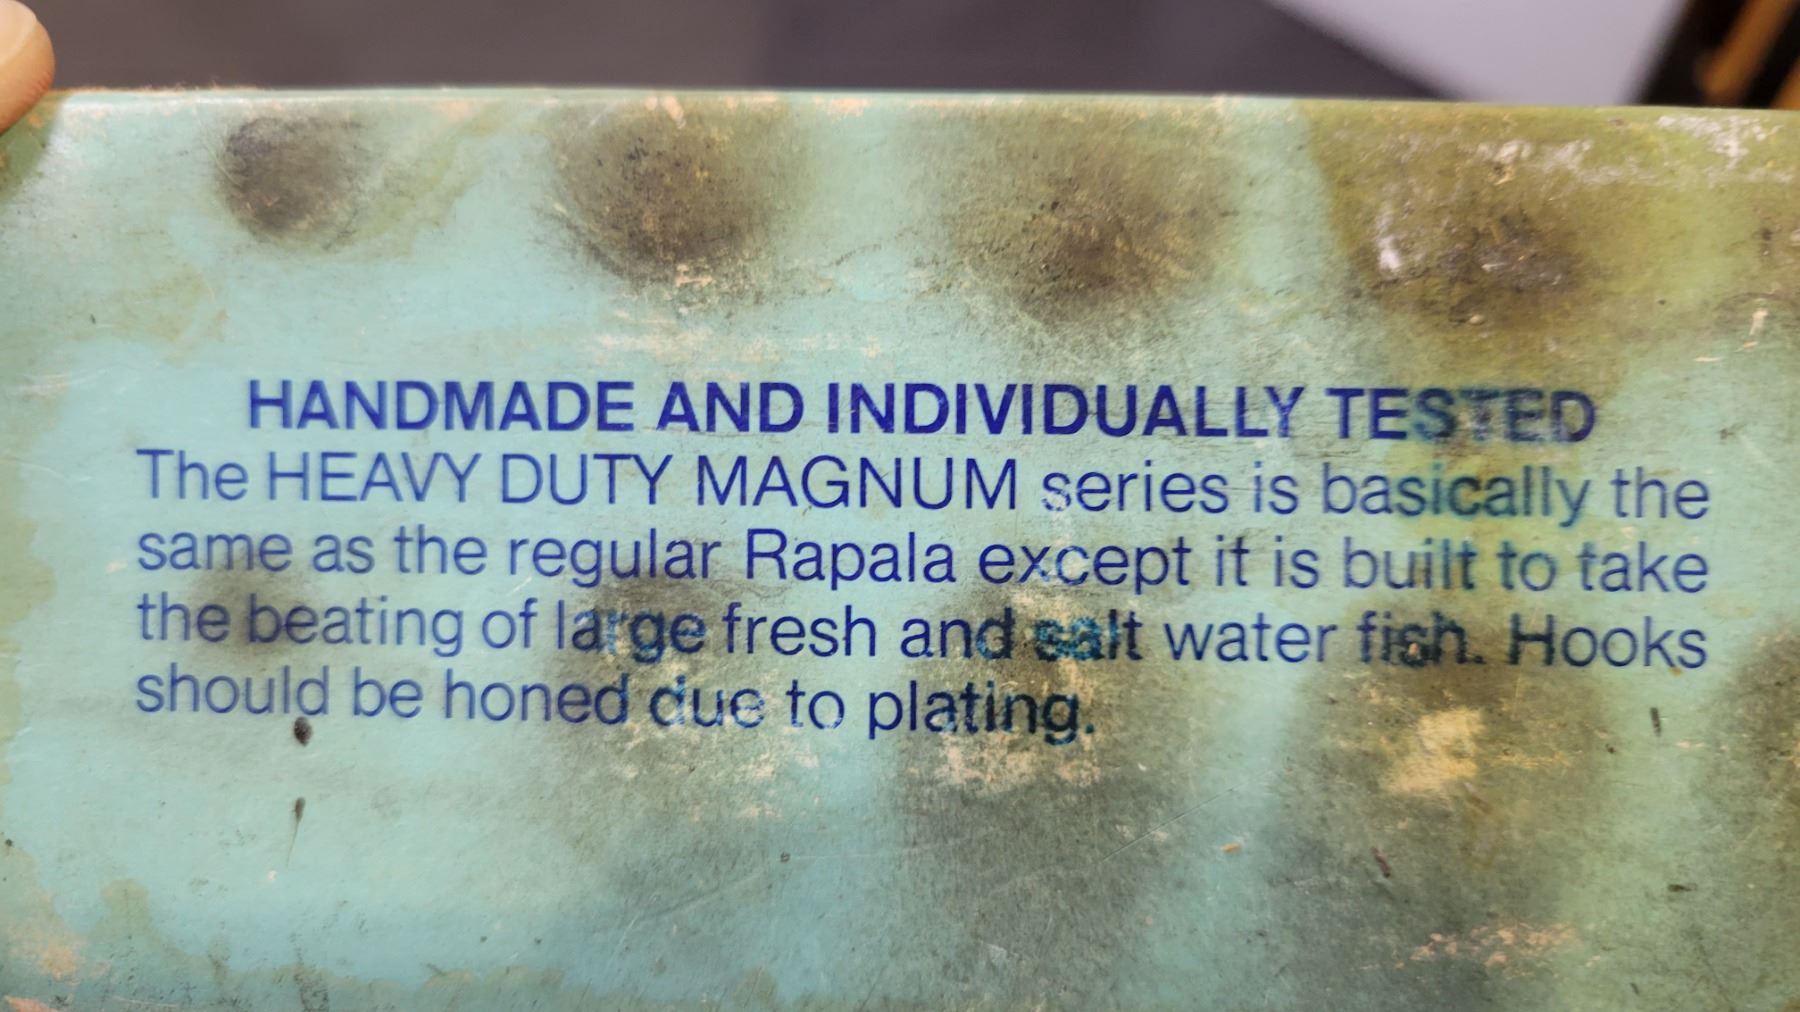 HANDMADE AND INDIVIDUALLY TESTED
The HEAVY DUTY MAGNUM series is basically the
same as the regular Rapala except it is built to take
the beating of large fresh and salt water fish. Hooks
should be honed due to plating.